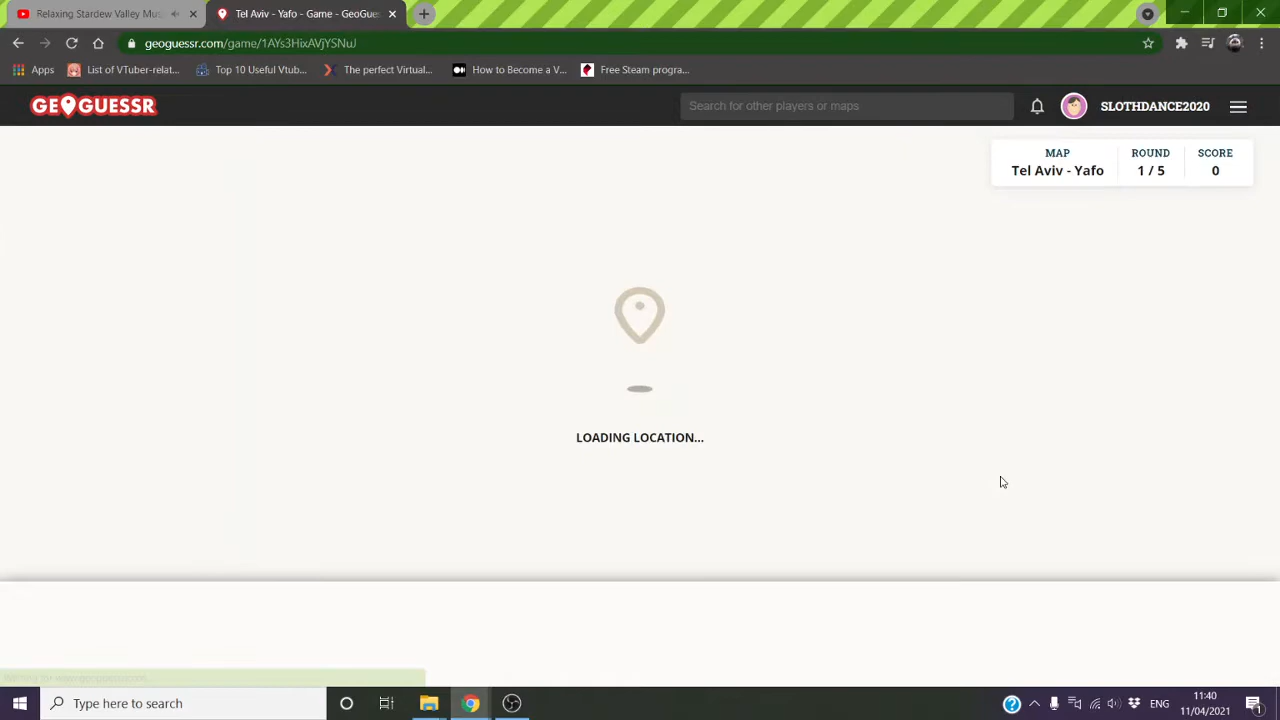 Relaxing Stardew Valley Mus
Tel Aviv - Yafo - Game - GeoGues
geoguessr.com/game/1AYs3HixAVjYSNuJ
Apps
List of VTuber-relat...
Top 10 Useful Vtub...
The perfect Virtual...
How to Become a V...
Free Steam progra...
GEOGUESSR
Search for other players or maps
SLOTHDANCE2020
MAP ROUND SCORE
Tel Aviv - Yafo 1 / 5 0
LOADING LOCATION...
Type here to search
ENG
11:40
11/04/2021
1